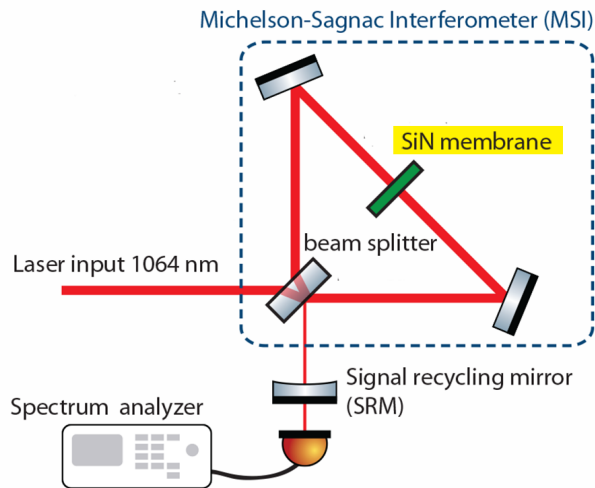 Michelson-Sagnac Interferometer (MSI)
SiN membrane
beam splitter
Laser input 1064 nm
Signal recycling mirror
(SRM)
Spectrum analyzer